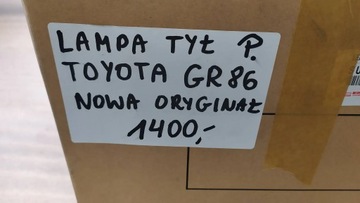 LAMPA TYŁ P.
TOYOTA GR86
NOWA ORYGINAŁ
1400,-